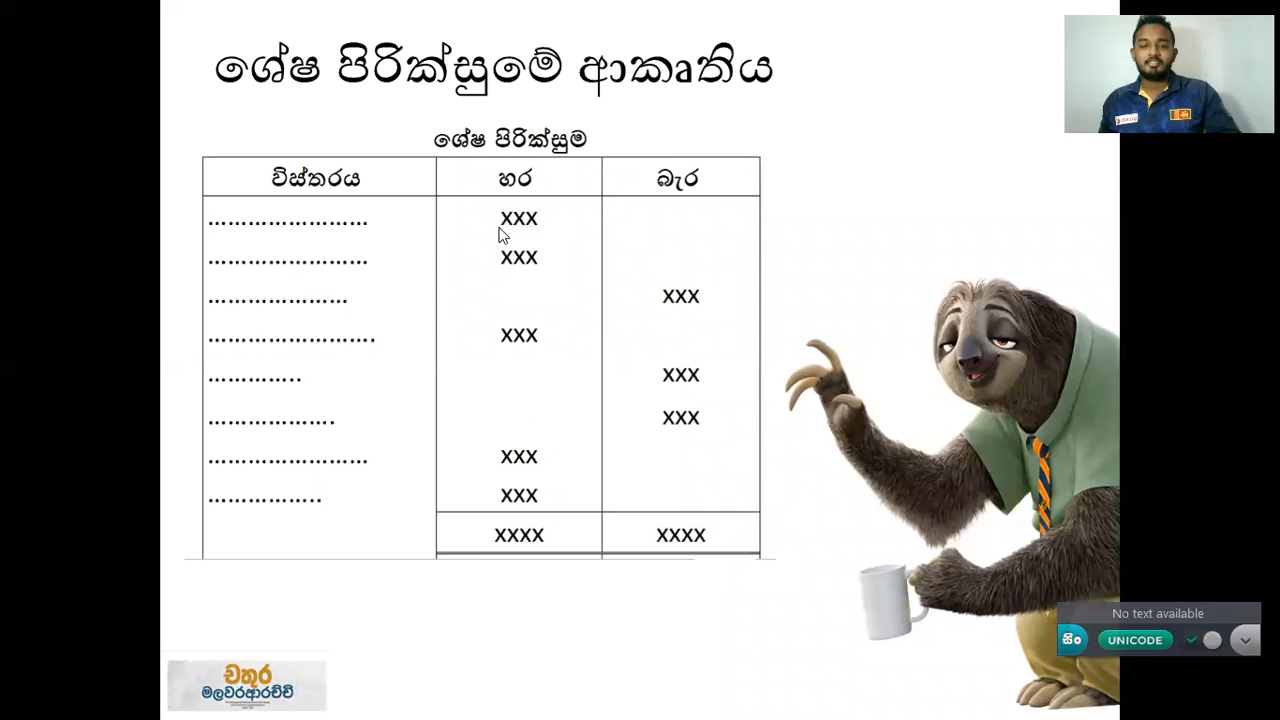 ශේෂ පිරික්සුමේ ආකෘතිය
ශේෂ පිරික්සුම
විස්තරය හර බැර
........................ XXX
........................ XXX
..................... XXX
......................... XXX
.............. XXX
................... XXX
........................ XXX
................. XXX
XXXX XXXX
No text available
සිං UNICODE
චතුර
මලවරආරච්චි